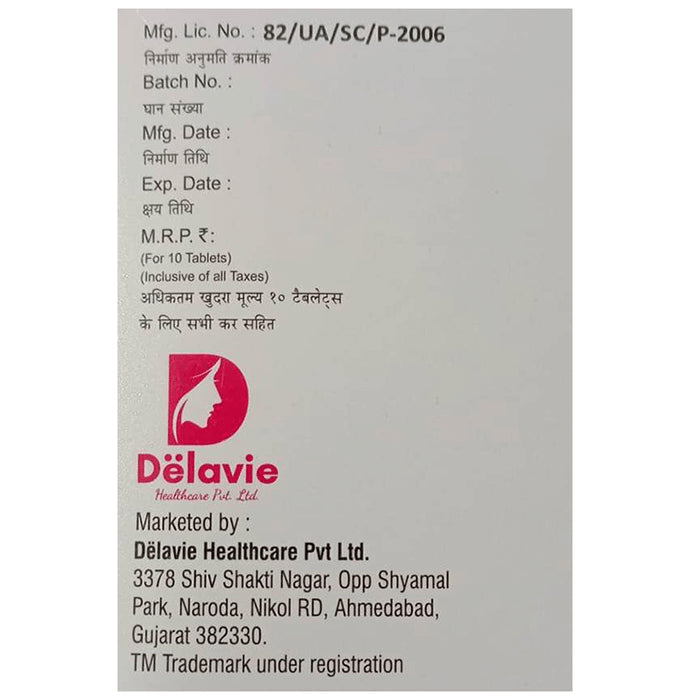 Mfg. Lic. No. : 82/UA/SC/P-2006
निर्माण अनुमति क्रमांक
Batch No. :
घान संख्या
Mfg. Date :
निर्माण तिथि
Exp. Date :
क्षय तिथि
M.R.P. ₹:
(For 10 Tablets)
(Inclusive of all Taxes)
अधिकतम खुदरा मूल्य १० टैबलेट्स
के लिए सभी कर सहित
Dëlavie
Healthcare Pvt. Ltd.
Marketed by :
Dëlavie Healthcare Pvt Ltd.
3378 Shiv Shakti Nagar, Opp Shyamal
Park, Naroda, Nikol RD, Ahmedabad,
Gujarat 382330.
TM Trademark under registration